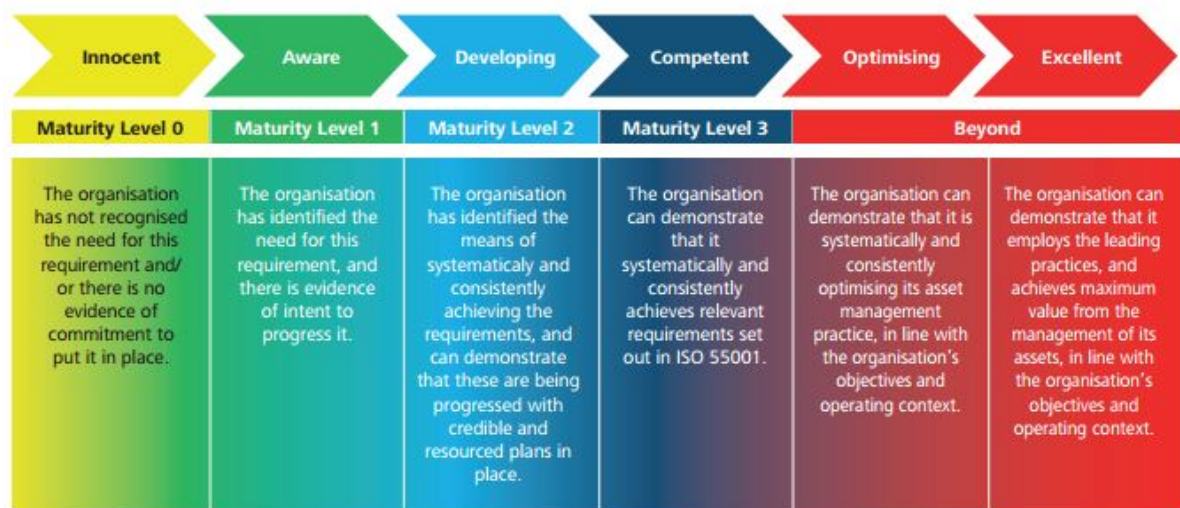 Innocent
Aware
Developing
Competent
Optimising
Excellent
Maturity Level 0
Maturity Level 1
Maturity Level 2
Maturity Level 3
Beyond
The organisation
has not recognised
the need for this
requirement and/
or there is no
evidence of
commitment to
put it in place.
The organisation
has identified the
need for this
requirement, and
there is evidence
of intent to
progress it.
The organisation
has identified the
means of
systematicaly and
consistently
achieving the
requirements, and
can demonstrate
that these are being
progressed with
credible and
resourced plans in
place.
The organisation
can demonstrate
that it
systematically and
consistently
achieves relevant
requirements set
out in ISO 55001.
The organisation can
demonstrate that it is
systematically and
consistently
optimising its asset
management
practice, in line with
the organisation's
objectives and
operating context.
The organisation can
demonstrate that it
employs the leading
practices, and
achieves maximum
value from the
management of its
assets, in line with
the organisation's
objectives and
operating context.